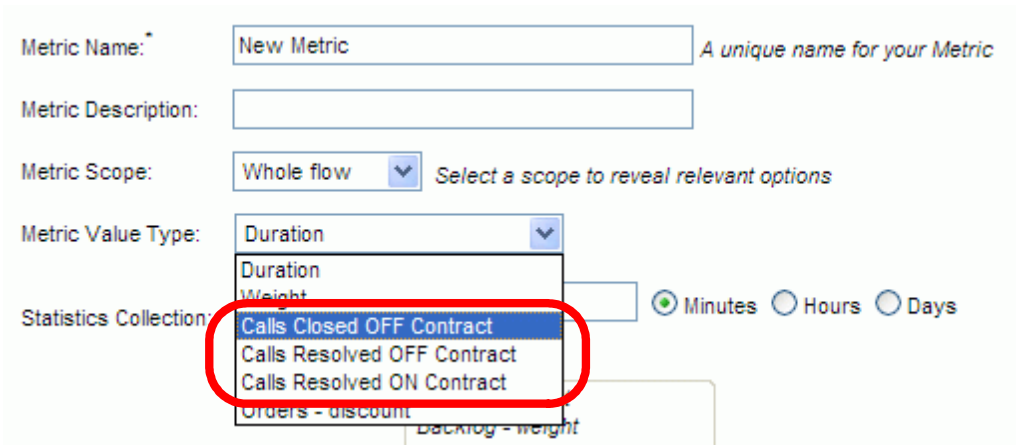 Metric Name:* New Metric A unique name for your Metric
Metric Description:
Metric Scope: Whole flow Select a scope to reveal relevant options
Metric Value Type: Duration
Duration
Weight
Statistics Collection: Minutes Hours Days
Calls Closed OFF Contract
Calls Resolved OFF Contract
Calls Resolved ON Contract
Orders - discount
Backlog - weight